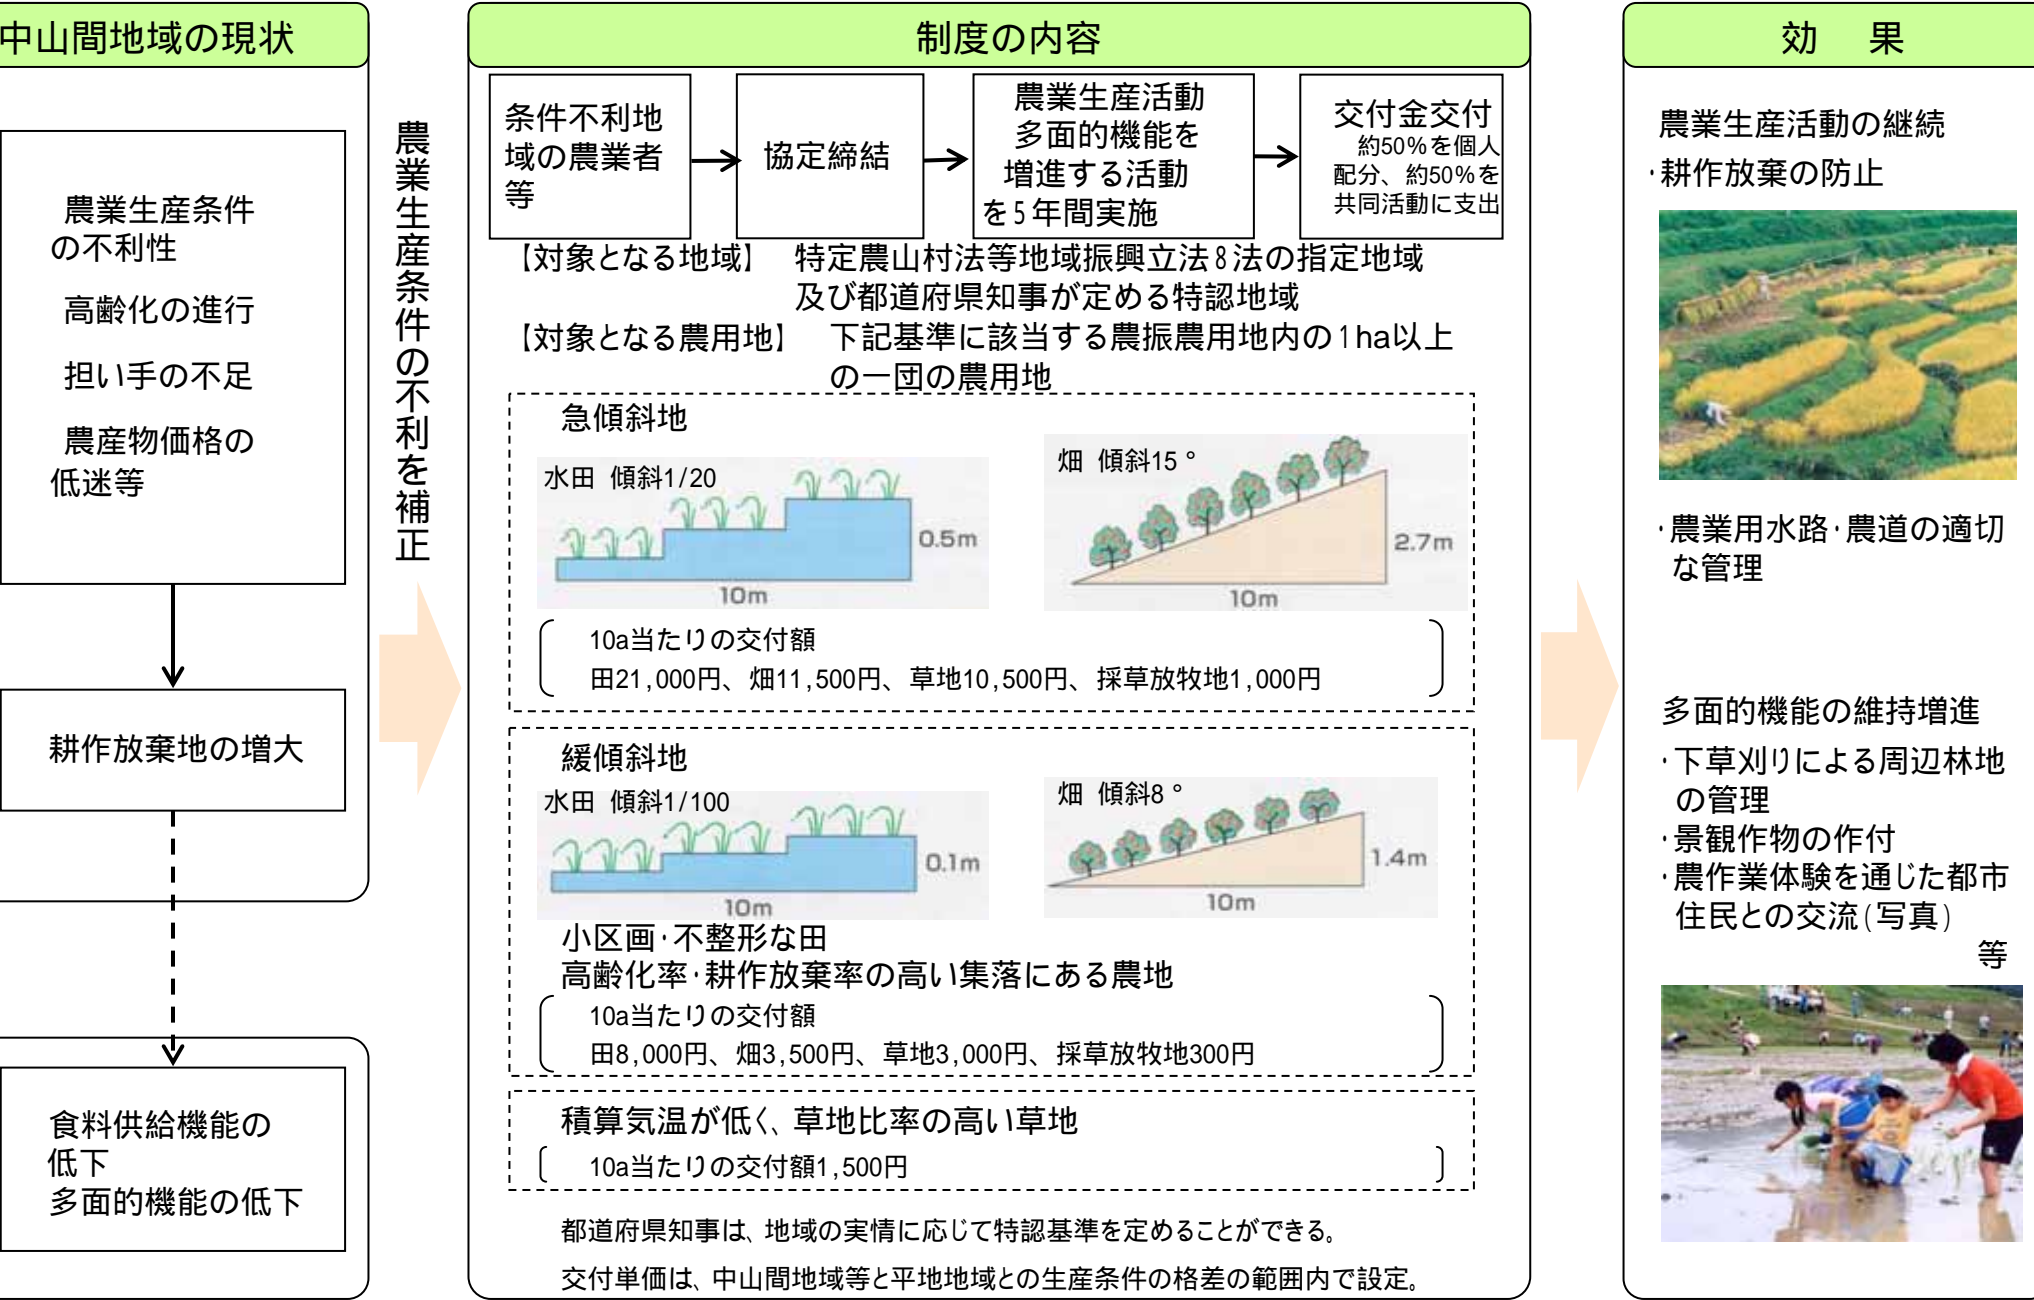 中山間地域の現状
農業生産条件
の不利性
高齢化の進行
担い手の不足
農産物価格の
低迷等
耕作放棄地の増大
食料供給機能の
低下
多面的機能の低下
農業生産条件の不利を補正
制度の内容
条件不利地
域の農業者
等
協定締結
農業生産活動
多面的機能を
増進する活動
を5年間実施
交付金交付
約50%を個人
配分、約50%を
共同活動に支出
【対象となる地域】 特定農山村法等地域振興立法8法の指定地域
及び都道府県知事が定める特認地域
【対象となる農用地】 下記基準に該当する農振農用地内の1ha以上
の一団の農用地
急傾斜地
水田 傾斜1/20
0.5m
10m
畑 傾斜15°
2.7m
10m
10a当たりの交付額
田21,000円、畑11,500円、草地10,500円、採草放牧地1,000円
緩傾斜地
水田 傾斜1/100
0.1m
10m
畑 傾斜8°
1.4m
10m
小区画・不整形な田
高齢化率・耕作放棄率の高い集落にある農地
10a当たりの交付額
田8,000円、畑3,500円、草地3,000円、採草放牧地300円
積算気温が低く、草地比率の高い草地
10a当たりの交付額1,500円
都道府県知事は、地域の実情に応じて特認基準を定めることができる。
交付単価は、中山間地域等と平地地域との生産条件の格差の範囲内で設定。
効 果
農業生産活動の継続
・耕作放棄の防止
・農業用水路・農道の適切
な管理
多面的機能の維持増進
・下草刈りによる周辺林地
の管理
・景観作物の作付
・農作業体験を通じた都市
住民との交流(写真)
等